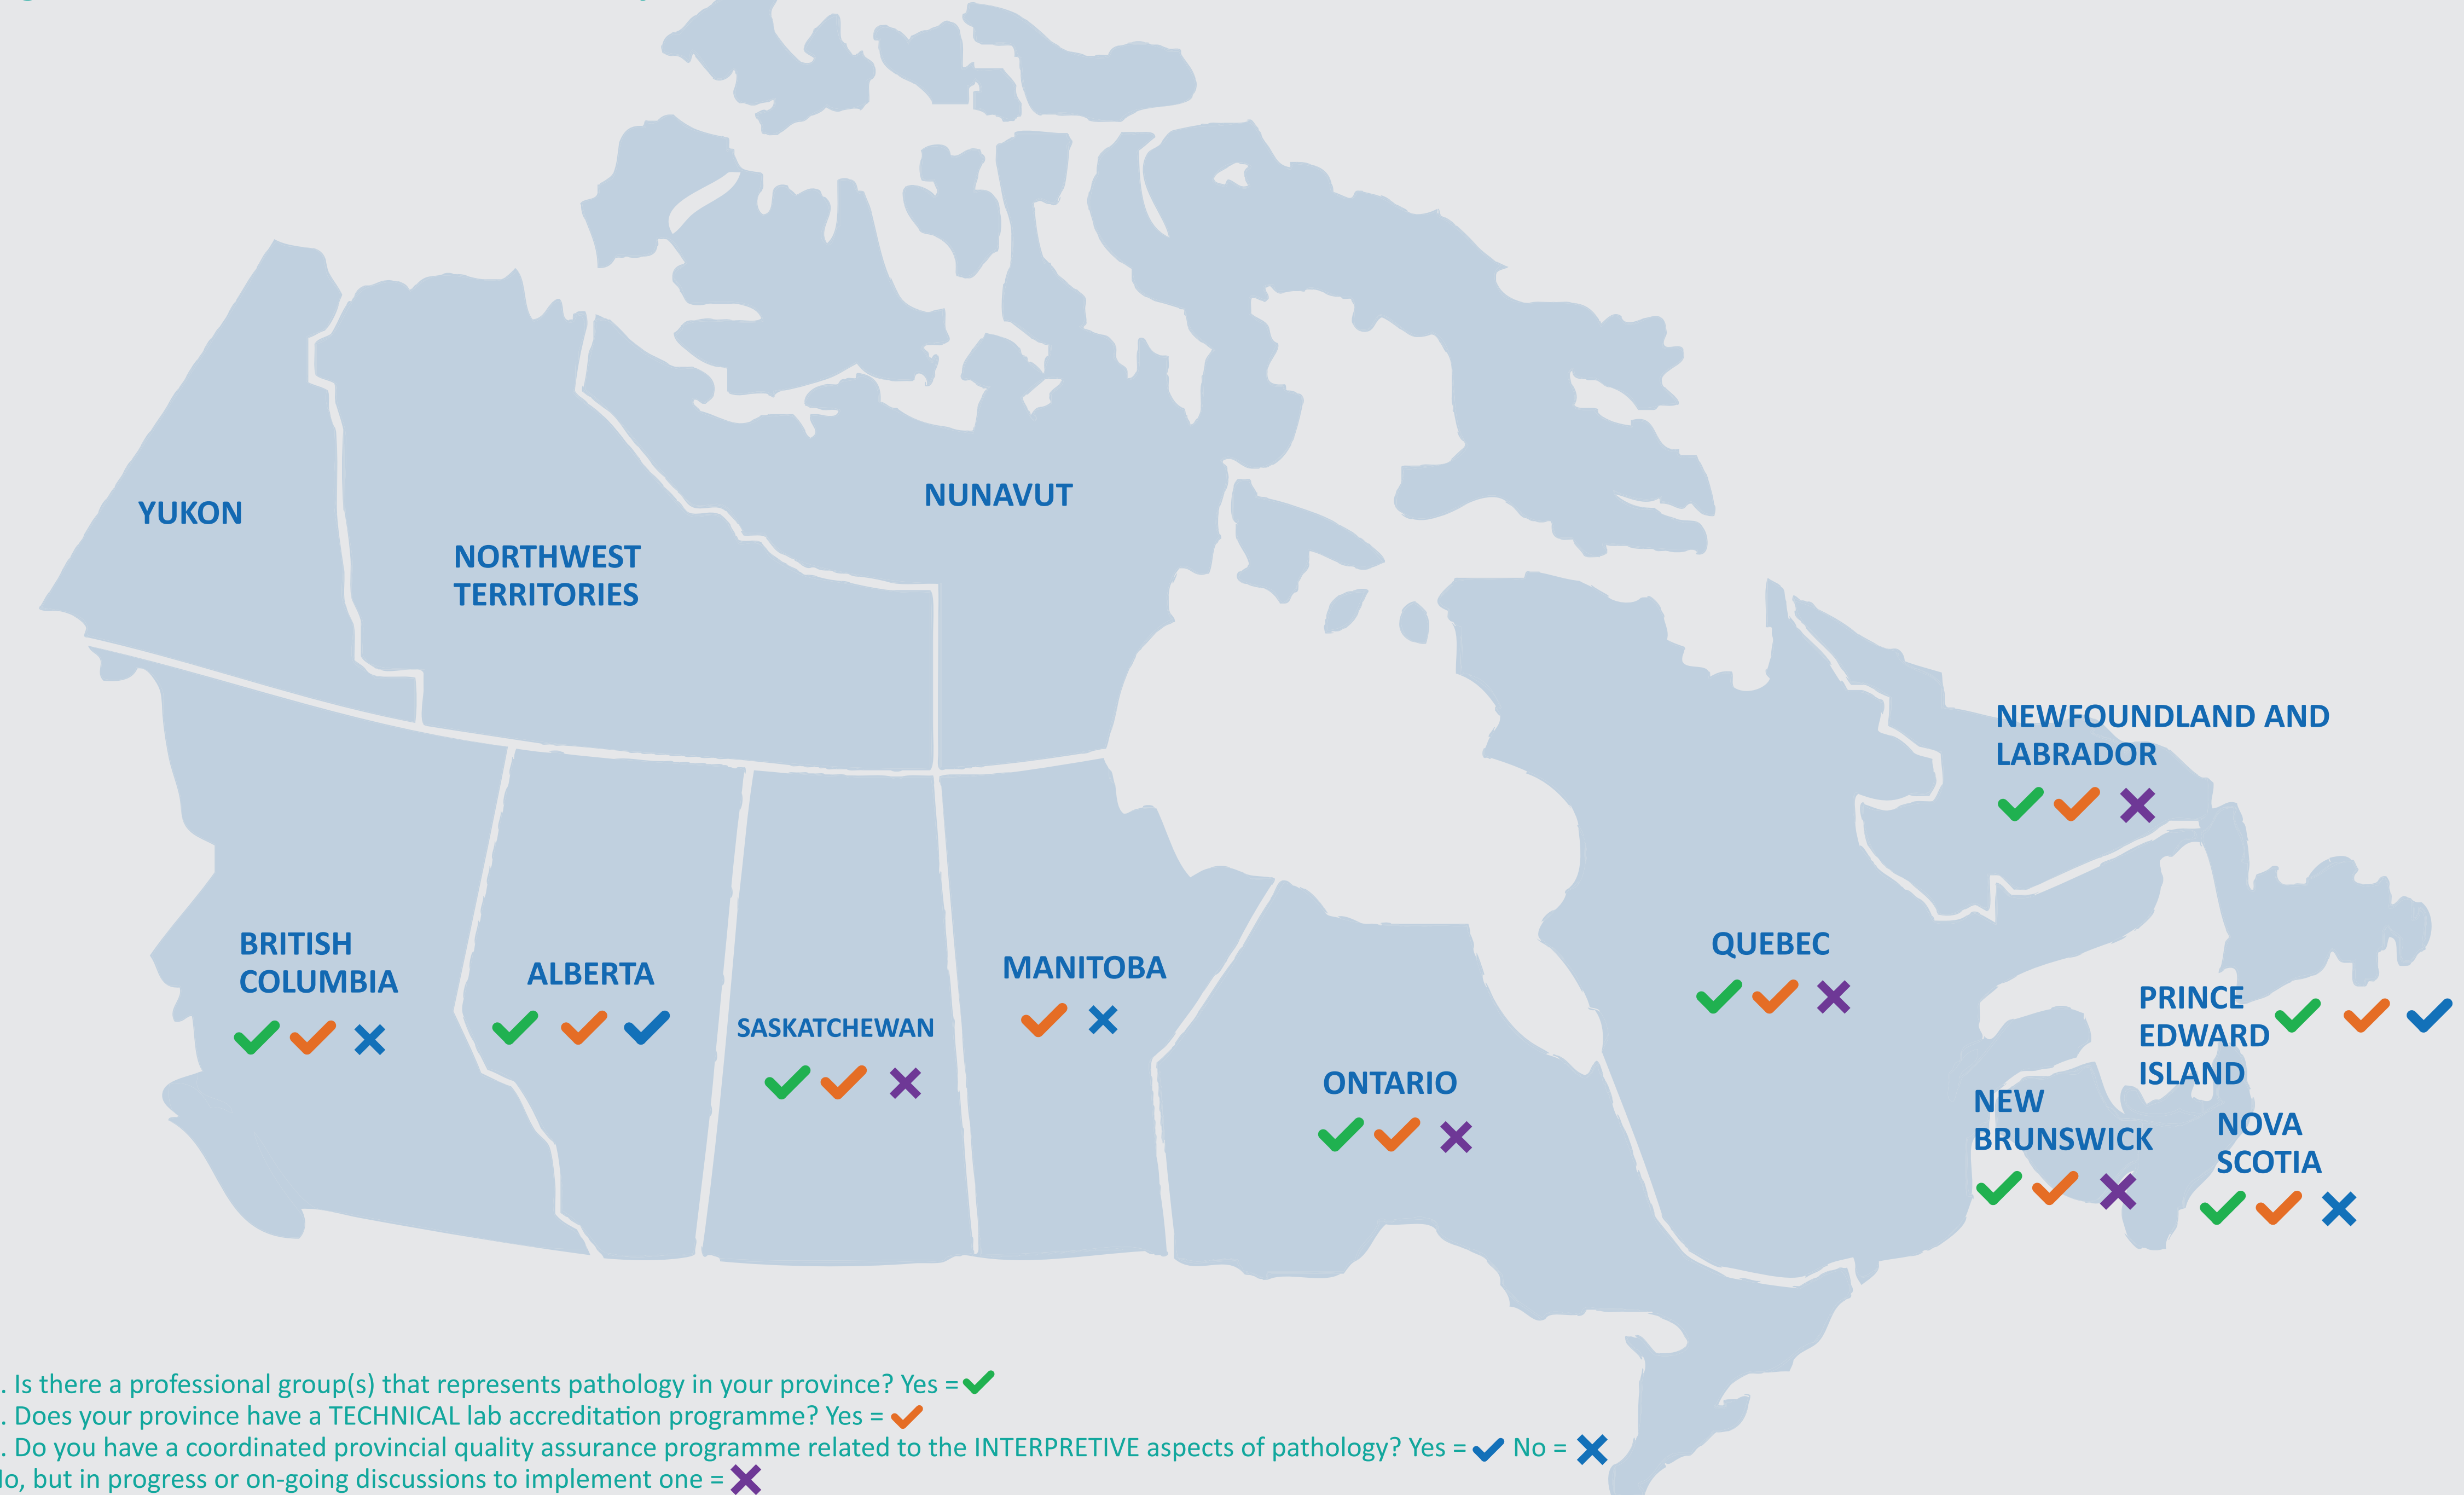 YUKON
NORTHWEST
TERRITORIES
NUNAVUT
NEWFOUNDLAND AND
LABRADOR
BRITISH
COLUMBIA
ALBERTA
SASKATCHEWAN
MANITOBA
ONTARIO
QUEBEC
PRINCE
EDWARD
ISLAND
NEW
BRUNSWICK
NOVA
SCOTIA
. Is there a professional group(s) that represents pathology in your province? Yes =
. Does your province have a TECHNICAL lab accreditation programme? Yes =
. Do you have a coordinated provincial quality assurance programme related to the INTERPRETIVE aspects of pathology? Yes = No =
No, but in progress or on-going discussions to implement one =